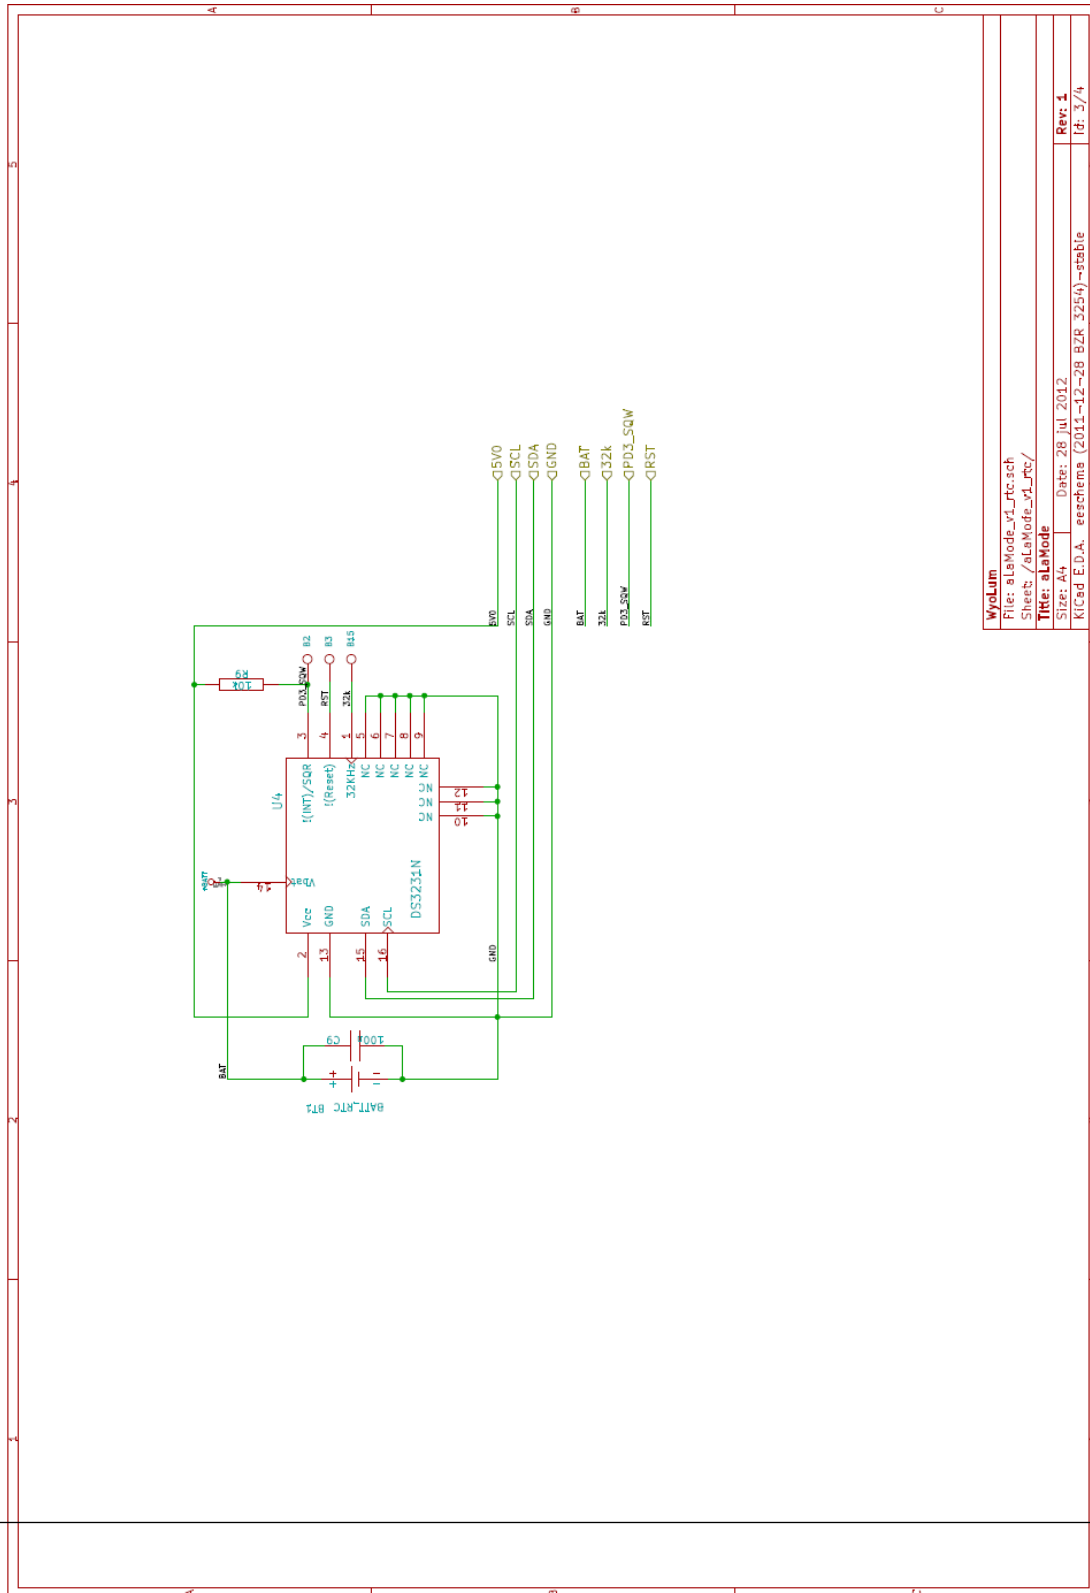 A
B
C
5
4
3
2
1
A
B
R9
10k
PD3_SQW
B2
RST
B3
32k
B15
3
4
1
5
6
7
8
9
U4
!(INT)/SQR
!(Reset)
32KHz
NC
NC
NC
NC
NC
NC
NC
NC
12
11
10
+BATT
14
Vbat
Vcc
GND
SDA
SCL
DS3231N
2
13
15
16
GND
BAT
C9
100n
+
+
-
-
BT1
BATT_RTC
5V0
SCL
SDA
GND
BAT
32k
PD3_SQW
RST
5V0
SCL
SDA
GND
BAT
32k
PD3_SQW
RST
WyoLum
File: aLaMode_v1_rtc.sch
Sheet: /aLaMode_v1_rtc/
Title: aLaMode
Size: A4 Date: 28 jul 2012 Rev: 1
KiCad E.D.A. eeschema (2011-12-28 BZR 3254)-stable Id: 3/4